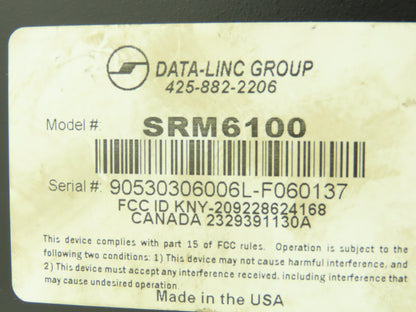 DATA-LINC GROUP
425-882-2206
Model #: SRM6100
Serial #: 90530306006L-F060137
FCC ID KNY-209228624168
CANADA 2329391130A
This device complies with part 15 of FCC rules. Operation is subject to the
following two conditions: 1) This device may not cause harmful interference, and
2) This device must accept any interference received, including interference that
may cause undesired operation.
Made in the USA